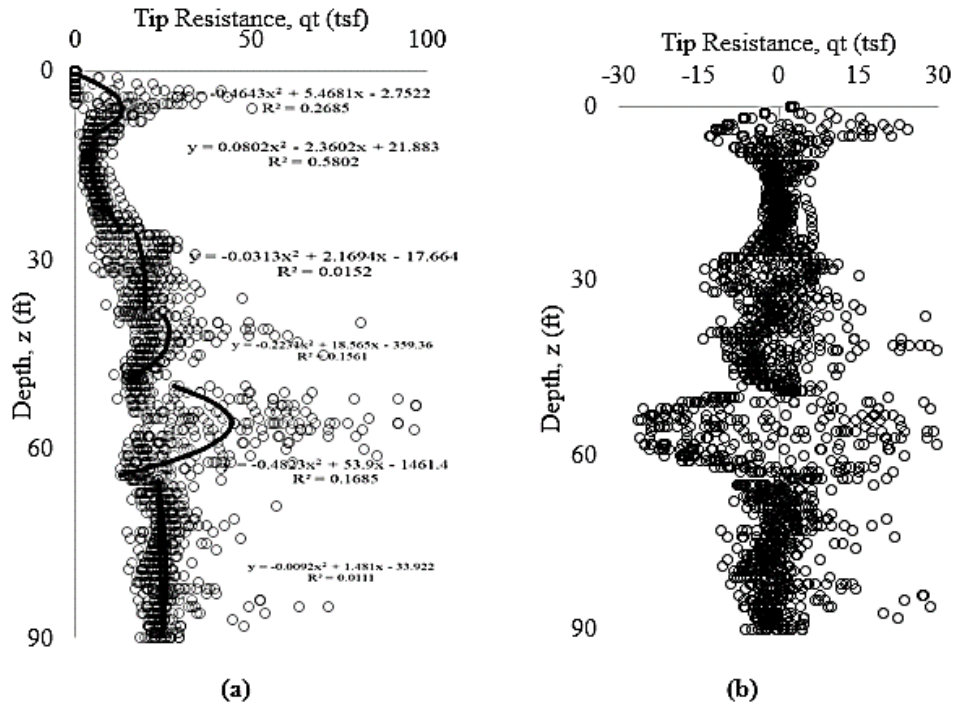 Tip Resistance, qt (tsf)
0 50 100
0
30
60
90
Depth, z (ft)
y = -0.4643x² + 5.4681x - 2.7522
R² = 0.2685
y = 0.0802x² - 2.3602x + 21.883
R² = 0.5802
y = -0.0313x² + 2.1694x - 17.664
R² = 0.0152
y = -0.2234x² + 18.565x - 359.36
R² = 0.1561
-0.4823x² + 53.9x - 1461.4
R² = 0.1685
y = -0.0092x² + 1.481x - 33.922
R² = 0.0111
(a)
Tip Resistance, qt (tsf)
-30 -15 0 15 30
0
30
60
90
Depth, z (ft)
(b)